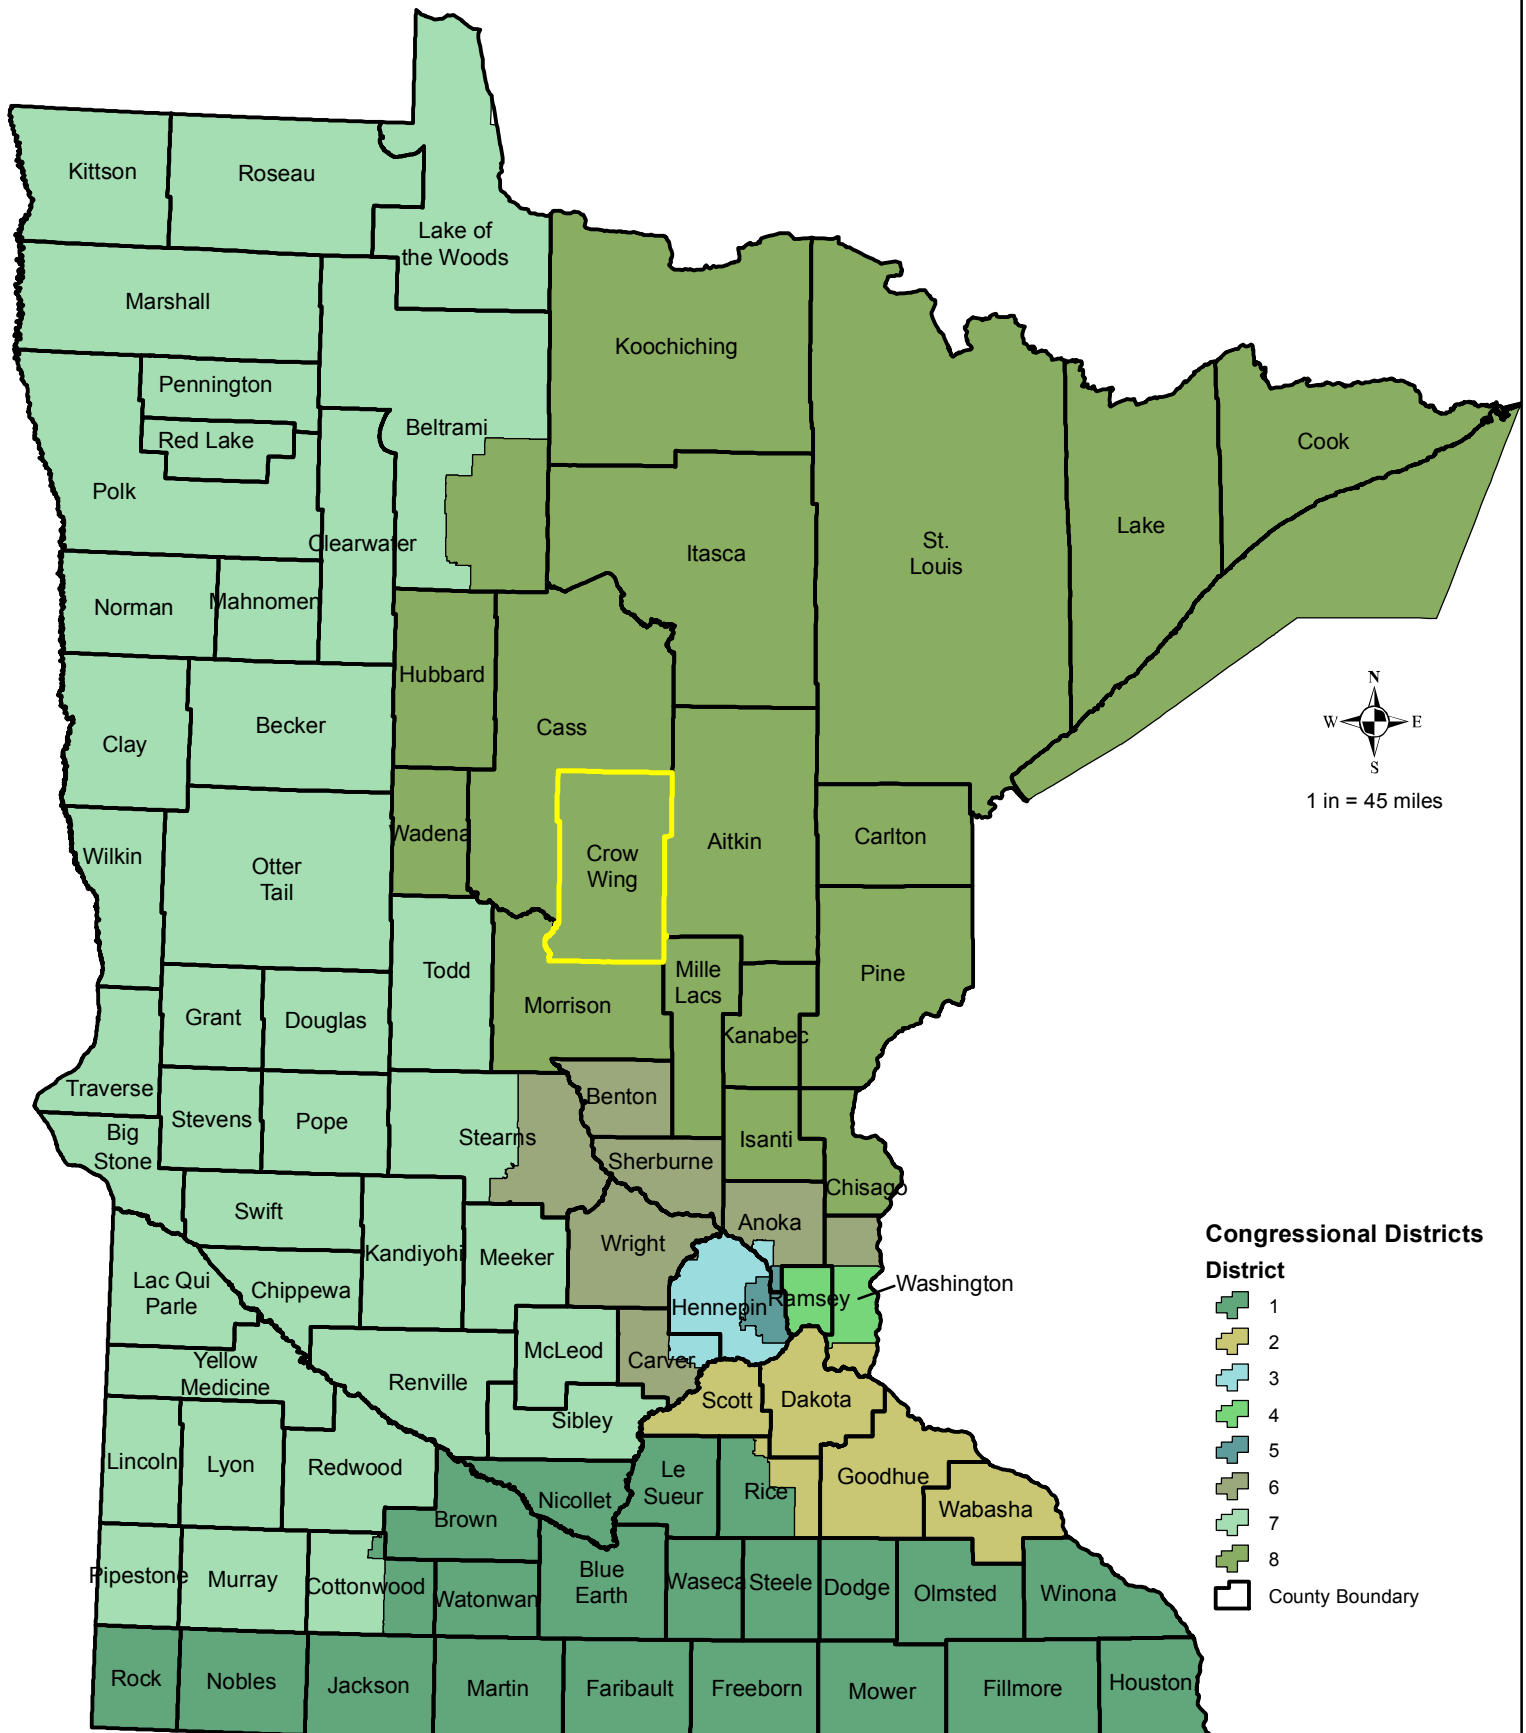 Kittson
Roseau
Lake of
the Woods
Marshall
Koochiching
Pennington
Beltrami
Red Lake
Cook
Polk
Lake
Clearwater
Itasca
St.
Louis
Norman
Mahnomen
Hubbard
N
Becker
Cass
W
E
Clay
S
1 in = 45 miles
Wadena
Aitkin
Carlton
Wilkin
Crow
Wing
Otter
Tail
Todd
Mille
Lacs
Pine
Morrison
Grant
Douglas
Kanabec
Traverse
Benton
Stevens
Pope
Big
Stone
Stearns
Isanti
Sherburne
Chisago
Swift
Anoka
Kandiyohi
Meeker
Wright
Congressional Districts
Lac Qui
Parle
Chippewa
Washington
District
Hennepin
Ramsey
1
2
McLeod
Carver
Yellow
Medicine
Renville
3
Scott
Dakota
Sibley
4
5
Lincoln
Lyon
Redwood
Le
Sueur
Rice
Goodhue
6
Nicollet
Wabasha
Brown
7
8
Pipestone
Murray
Cottonwood
Watonwan
Blue
Earth
Waseca
Steele
Dodge
Olmsted
Winona
County Boundary
Rock
Nobles
Jackson
Martin
Faribault
Freeborn
Mower
Fillmore
Houston